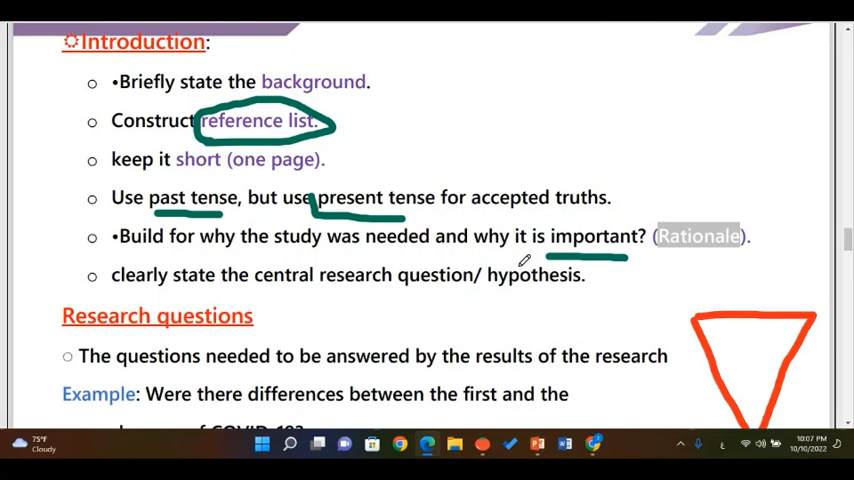 Introduction:
•Briefly state the background.
Construct reference list.
keep it short (one page).
Use past tense, but use present tense for accepted truths.
•Build for why the study was needed and why it is important? (Rationale).
clearly state the central research question/ hypothesis.
Research questions
The questions needed to be answered by the results of the research
Example: Were there differences between the first and the
75°F
Cloudy
ع
10:07 PM
10/10/2022